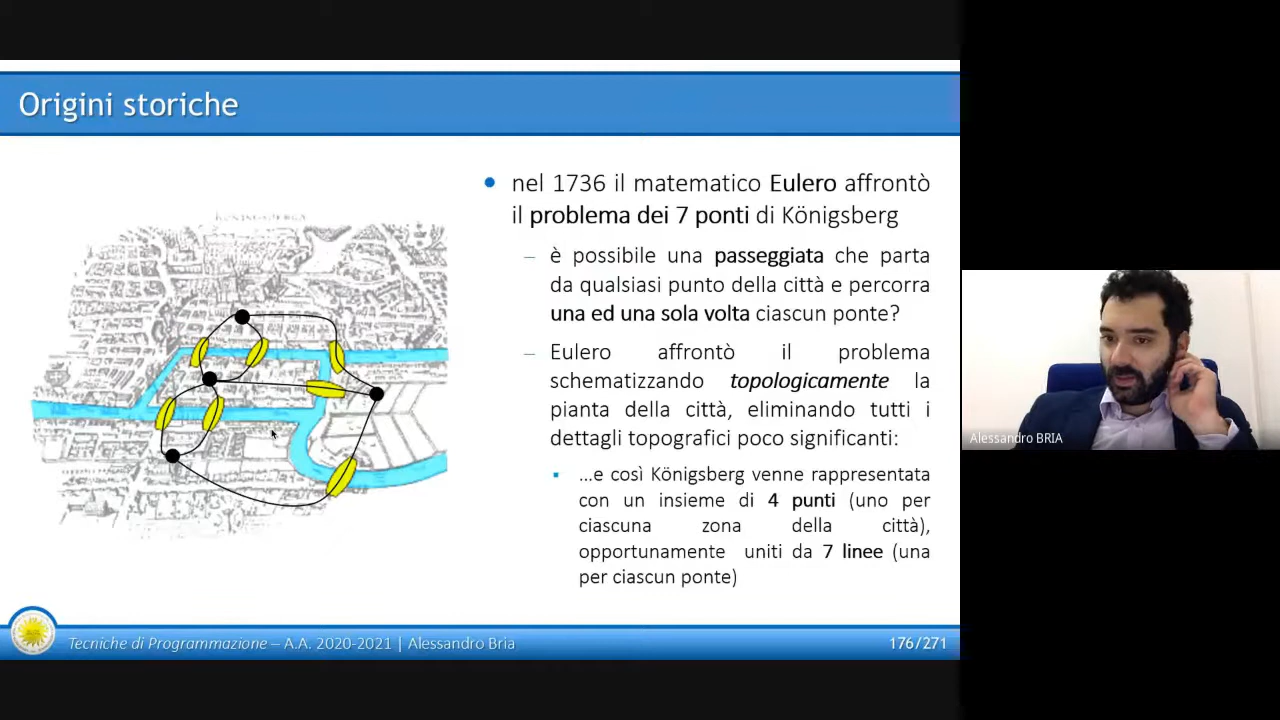 Origini storiche
nel 1736 il matematico Eulero affrontò
il problema dei 7 ponti di Königsberg
– è possibile una passeggiata che parta
da qualsiasi punto della città e percorra
una ed una sola volta ciascun ponte?
– Eulero affrontò il problema
schematizzando topologicamente la
pianta della città, eliminando tutti i
dettagli topografici poco significanti:
...e così Königsberg venne rappresentata
con un insieme di 4 punti (uno per
ciascuna zona della città),
opportunamente uniti da 7 linee (una
per ciascun ponte)
Alessandro BRIA
Tecniche di Programmazione – A.A. 2020-2021 | Alessandro Bria
176/271